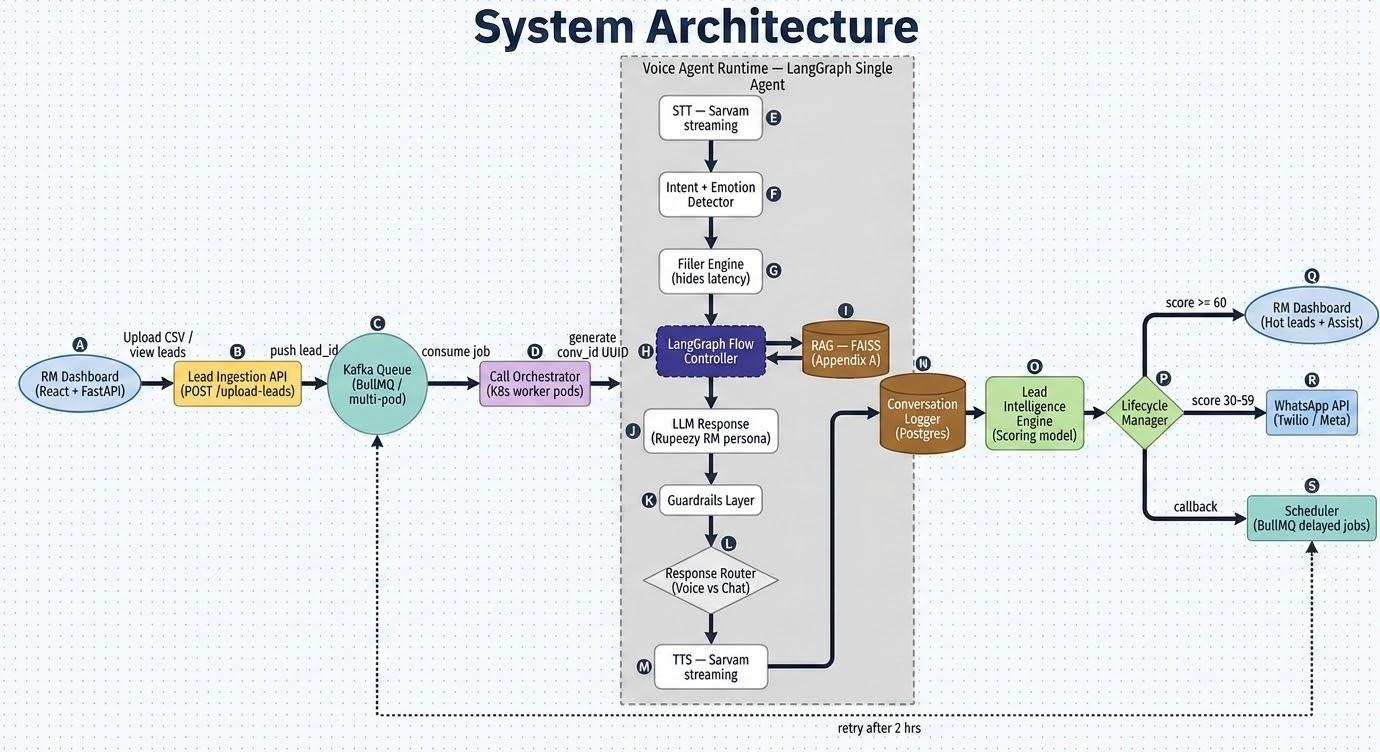 System Architecture
Voice Agent Runtime — LangGraph Single
Agent
STT — Sarvam
streaming
E
Intent + Emotion
Detector
F
Fiiler Engine
(hides latency)
G
A
RM Dashboard
(React + FastAPI)
Upload CSV /
view leads
B
Lead Ingestion API
(POST /upload-leads)
push lead_id
C
Kafka Queue
(BullMQ /
multi-pod)
consume job
D
Call Orchestrator
(K8s worker pods)
generate
conv_id UUID
H
LangGraph Flow
Controller
I
RAG — FAISS
(Appendix A)
J
LLM Response
(Rupeezy RM persona)
K
Guardrails Layer
L
Response Router
(Voice vs Chat)
M
TTS — Sarvam
streaming
N
Conversation
Logger
(Postgres)
O
Lead
Intelligence
Engine
(Scoring model)
P
Lifecycle
Manager
score >= 60
Q
RM Dashboard
(Hot leads + Assist)
score 30-59
R
WhatsApp API
(Twilio / Meta)
callback
S
Scheduler
(BullMQ delayed jobs)
retry after 2 hrs